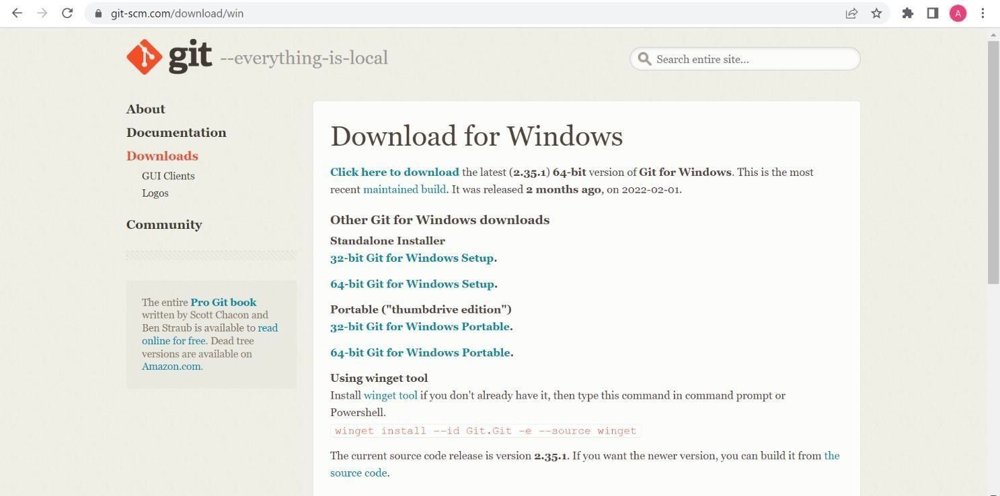 git-scm.com/download/win
A
git --everything-is-local
Search entire site...
About
Documentation
Downloads
GUI Clients
Logos
Community
The entire Pro Git book
written by Scott Chacon and
Ben Straub is available to read
online for free. Dead tree
versions are available on
Amazon.com.
Download for Windows
Click here to download the latest (2.35.1) 64-bit version of Git for Windows. This is the most
recent maintained build. It was released 2 months ago, on 2022-02-01.
Other Git for Windows downloads
Standalone Installer
32-bit Git for Windows Setup.
64-bit Git for Windows Setup.
Portable ("thumbdrive edition")
32-bit Git for Windows Portable.
64-bit Git for Windows Portable.
Using winget tool
Install winget tool if you don't already have it, then type this command in command prompt or
Powershell.
winget install --id Git.Git -e --source winget
The current source code release is version 2.35.1. If you want the newer version, you can build it from the
source code.